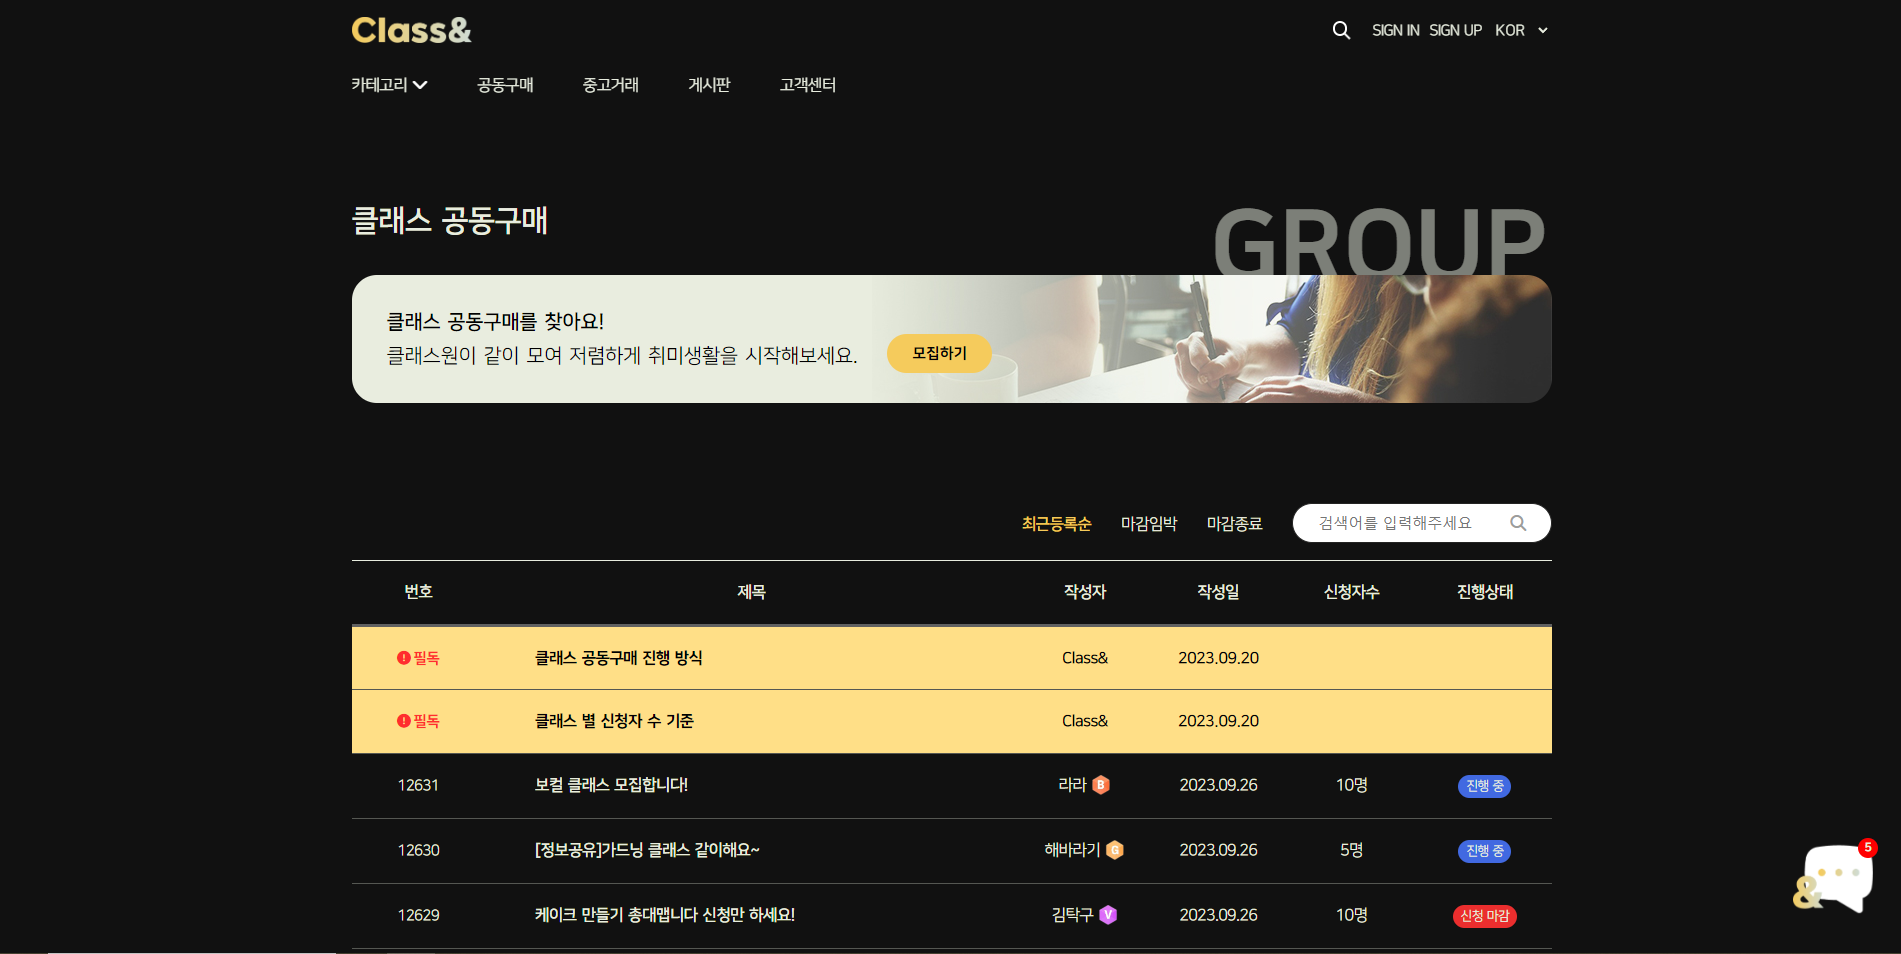 Class&
SIGN IN SIGN UP KOR
카테고리 공동구매 중고거래 게시판 고객센터
클래스 공동구매
GROUP
클래스 공동구매를 찾아요!
클래스원이 같이 모여 저렴하게 취미생활을 시작해보세요. 모집하기
최근등록순 마감임박 마감종료 검색어를 입력해주세요
번호 제목 작성자 작성일 신청자수 진행상태
! 필독 클래스 공동구매 진행 방식 Class& 2023.09.20
! 필독 클래스 별 신청자 수 기준 Class& 2023.09.20
12631 보컬 클래스 모집합니다! 라라 B 2023.09.26 10명 진행 중
12630 [정보공유]가드닝 클래스 같이해요~ 해바라기 G 2023.09.26 5명 진행 중
12629 케이크 만들기 총대맵니다 신청만 하세요! 김탁구 V 2023.09.26 10명 신청 마감
5
&